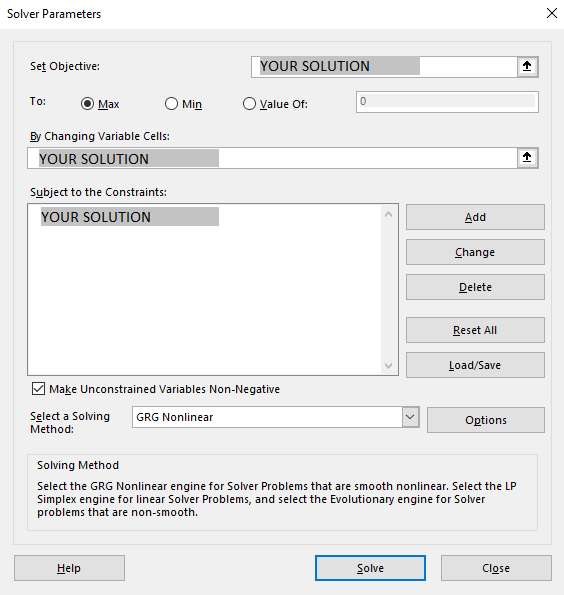 Solver Parameters
Set Objective: YOUR SOLUTION
To: Max Min Value Of: 0
By Changing Variable Cells:
YOUR SOLUTION
Subject to the Constraints:
YOUR SOLUTION
Add
Change
Delete
Reset All
Load/Save
Make Unconstrained Variables Non-Negative
Select a Solving
Method:
GRG Nonlinear
Options
Solving Method
Select the GRG Nonlinear engine for Solver Problems that are smooth nonlinear. Select the LP
Simplex engine for linear Solver Problems, and select the Evolutionary engine for Solver
problems that are non-smooth.
Help Solve Close